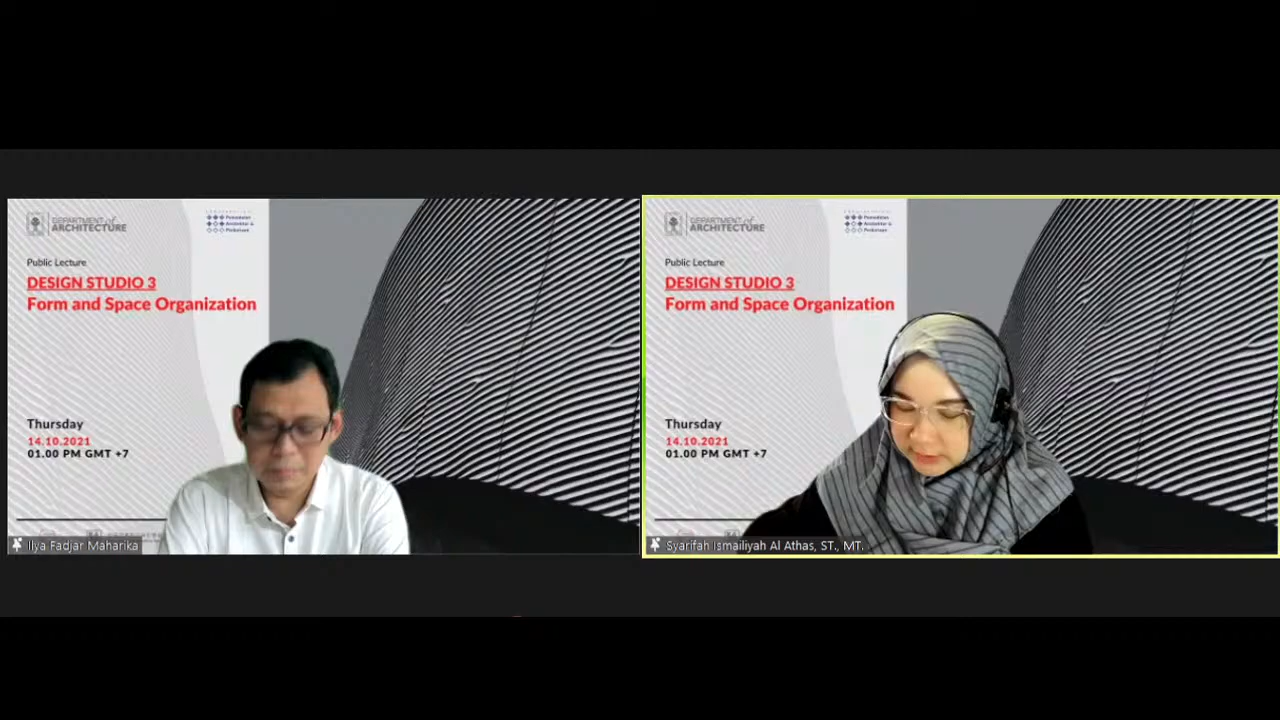 DEPARTMENT of
ARCHITECTURE
Public Lecture
DESIGN STUDIO 3
Form and Space Organization
Thursday
14.10.2021
01.00 PM GMT +7
Ilya Fadjar Maharika
DEPARTMENT of
ARCHITECTURE
Public Lecture
DESIGN STUDIO 3
Form and Space Organization
Thursday
14.10.2021
01.00 PM GMT +7
Syarifah Ismailiyah Al Athas, ST., MT.